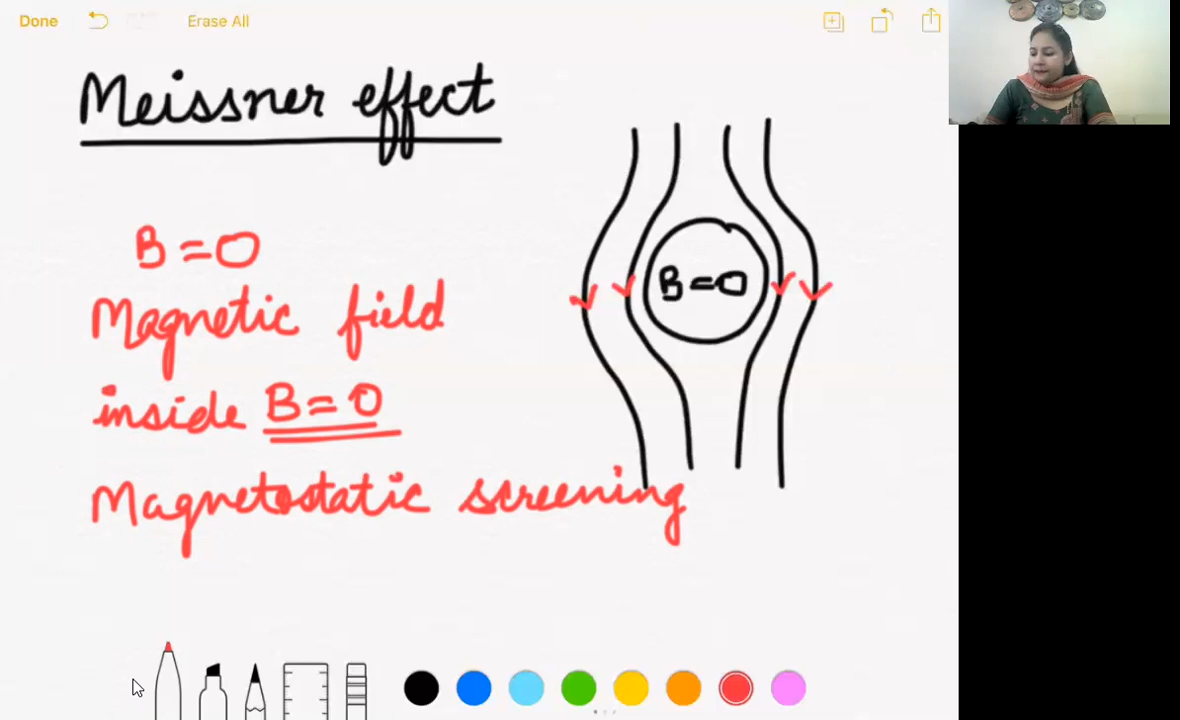 Done
Erase All
Meissner effect
B=0
Magnetic field
inside B=0
Magnetostatic screening
B=0